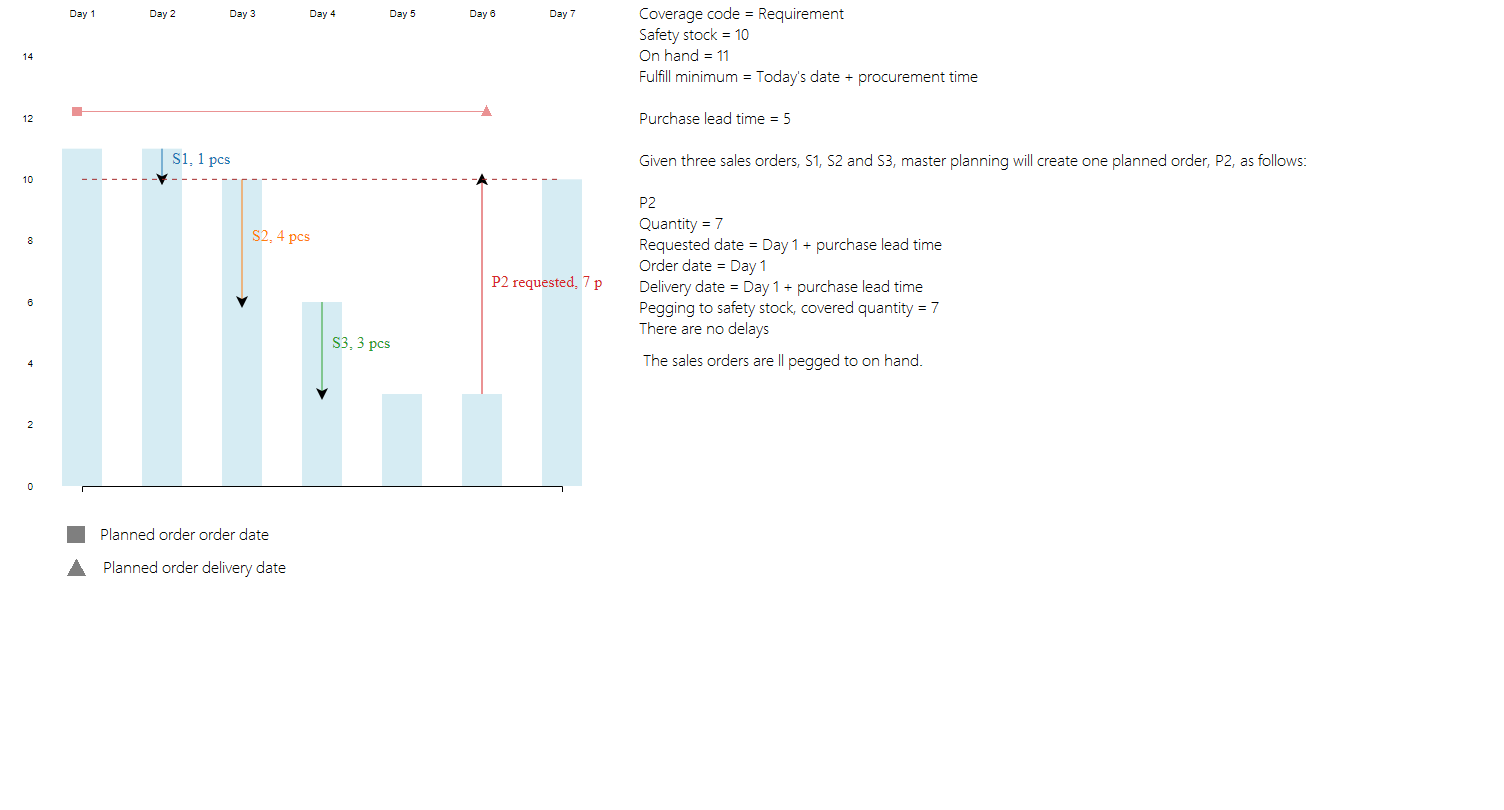 Day 1 Day 2 Day 3 Day 4 Day 5 Day 6 Day 7
14
12
10
8
6
4
2
0
S1, 1 pcs
S2, 4 pcs
S3, 3 pcs
P2 requested, 7 p
Planned order order date
Planned order delivery date
Coverage code = Requirement
Safety stock = 10
On hand = 11
Fulfill minimum = Today's date + procurement time
Purchase lead time = 5
Given three sales orders, S1, S2 and S3, master planning will create one planned order, P2, as follows:
P2
Quantity = 7
Requested date = Day 1 + purchase lead time
Order date = Day 1
Delivery date = Day 1 + purchase lead time
Pegging to safety stock, covered quantity = 7
There are no delays
The sales orders are ll pegged to on hand.